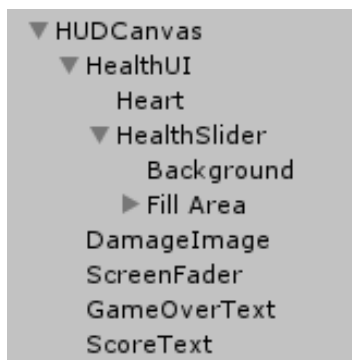 HUDCanvas
HealthUI
Heart
HealthSlider
Background
Fill Area
DamageImage
ScreenFader
GameOverText
ScoreText